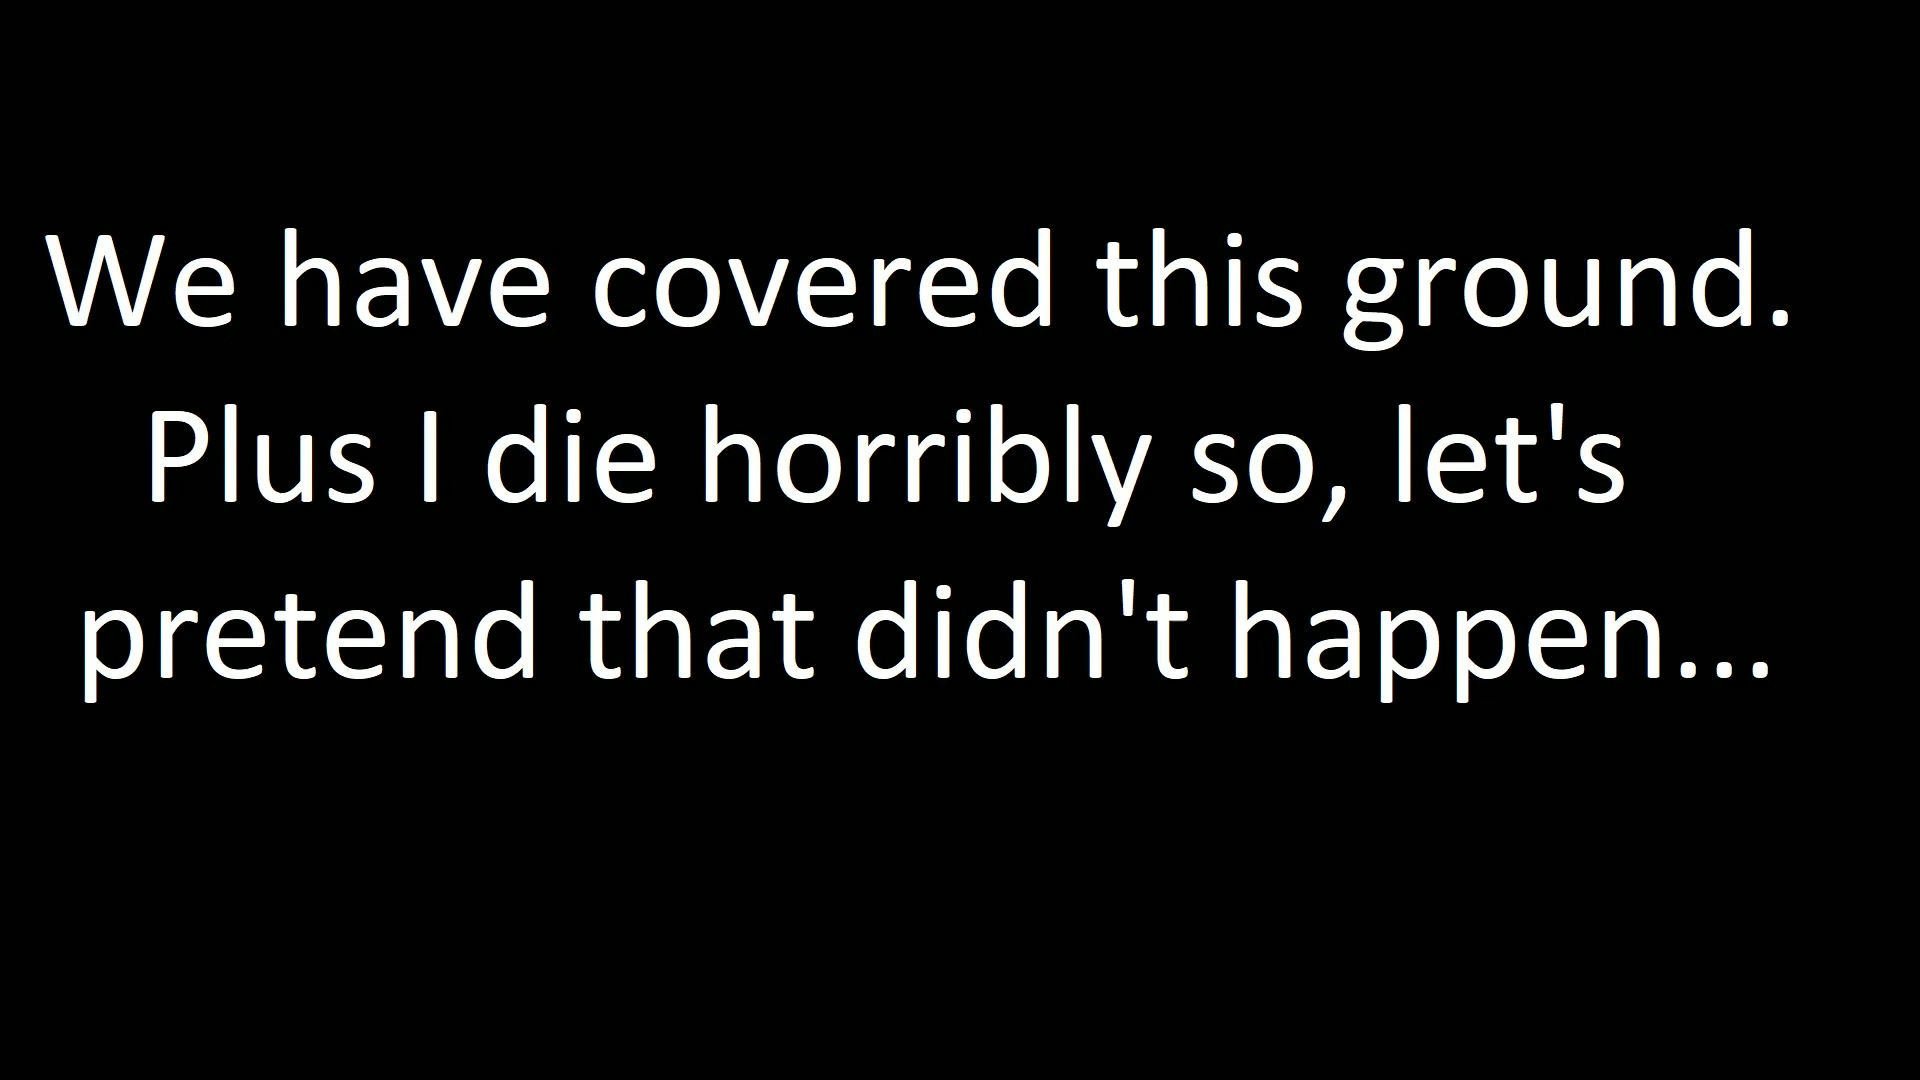 We have covered this ground.
Plus I die horribly so, let's
pretend that didn't happen...